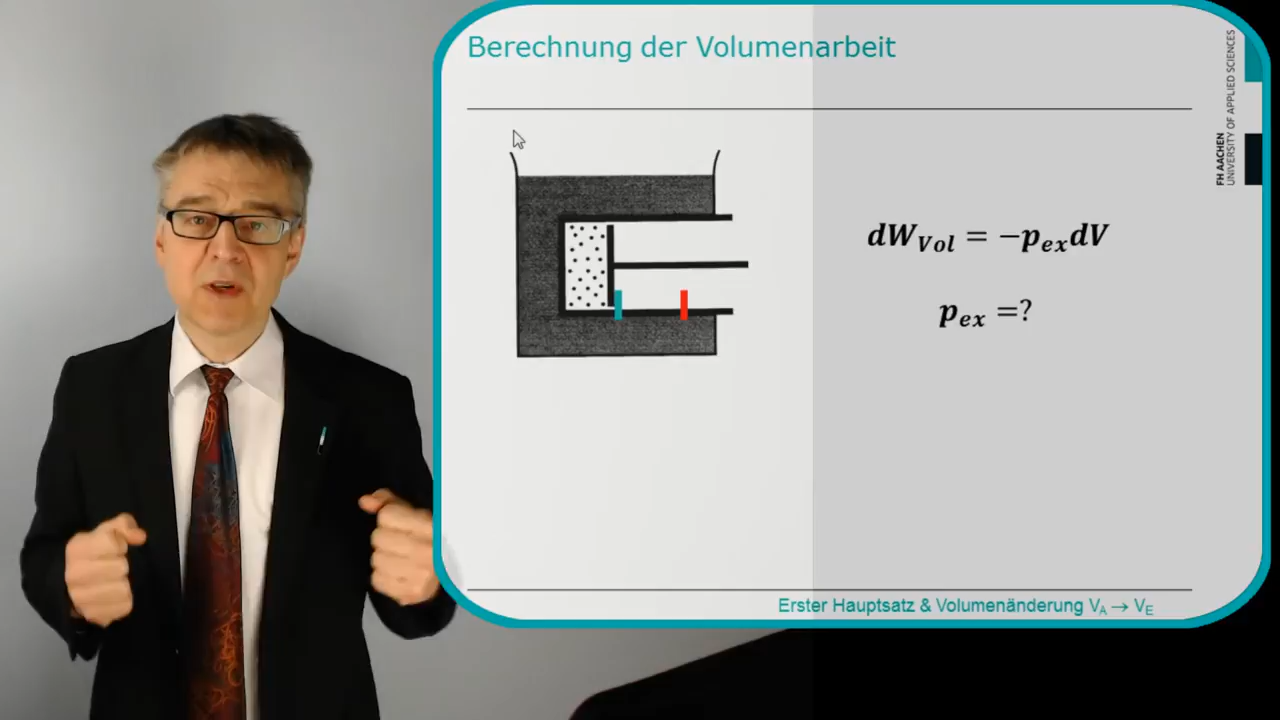 Berechnung der Volumenarbeit
FH AACHEN
UNIVERSITY OF APPLIED SCIENCES
dW_Vol = −p_ex dV
p_ex =?
Erster Hauptsatz & Volumenänderung V_A → V_E